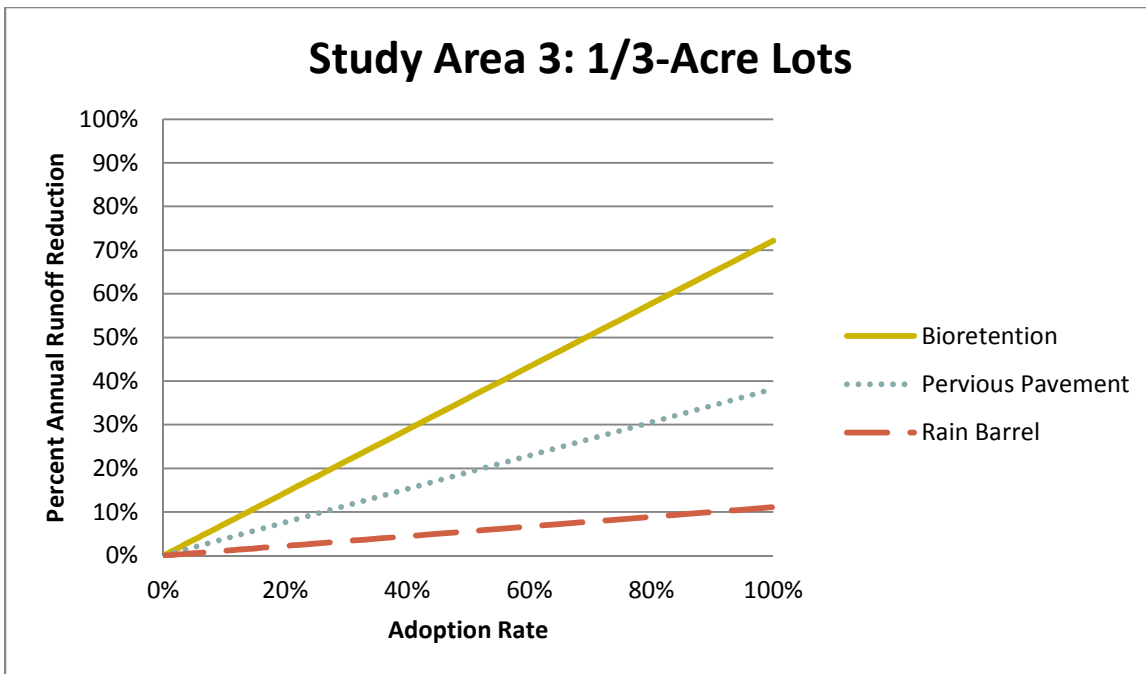 Study Area 3: 1/3-Acre Lots
Percent Annual Runoff Reduction
100%
90%
80%
70%
60%
50%
40%
30%
20%
10%
0%
0% 20% 40% 60% 80% 100%
Adoption Rate
Bioretention
Pervious Pavement
Rain Barrel